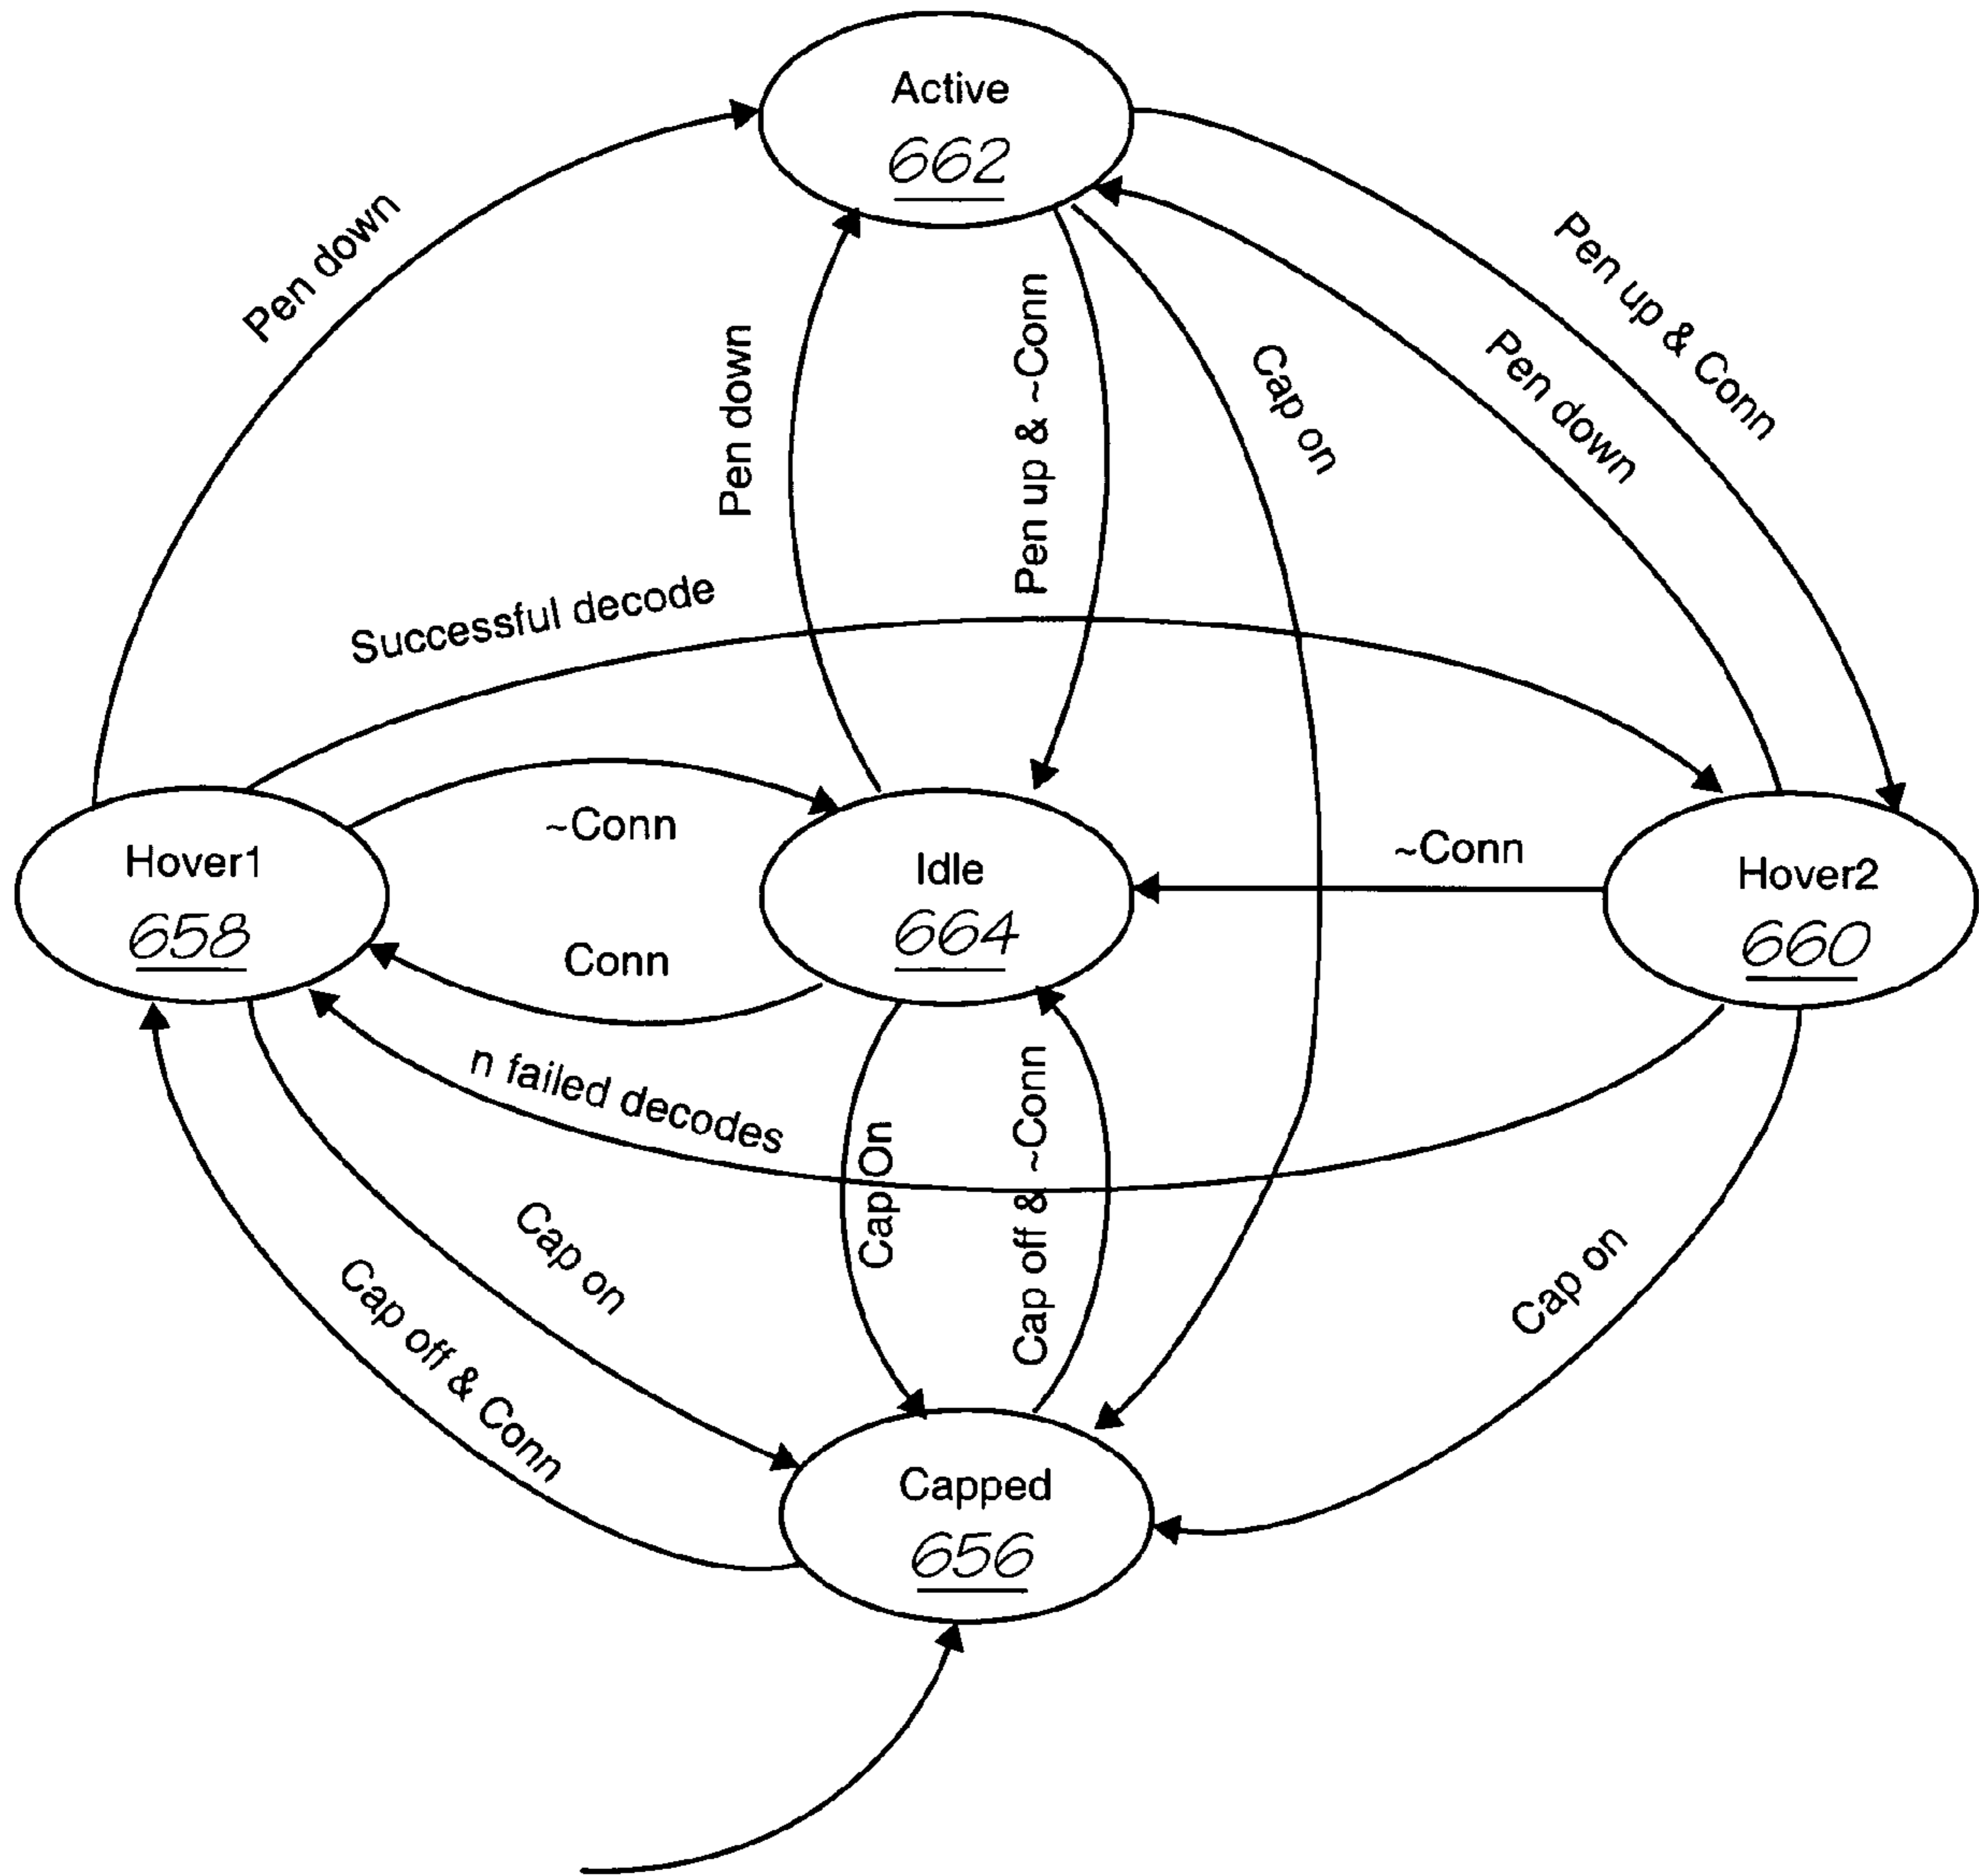 Active
662
Pen down
Pen up & Conn
Pen down
Pen up & ~Conn
Cap on
Pen down
Successful decode
~Conn
Hover1
658
Idle
664
~Conn
Hover2
660
Conn
n failed decodes
Cap On
Cap off & ~Conn
Cap on
Cap off & Conn
Cap on
Capped
656